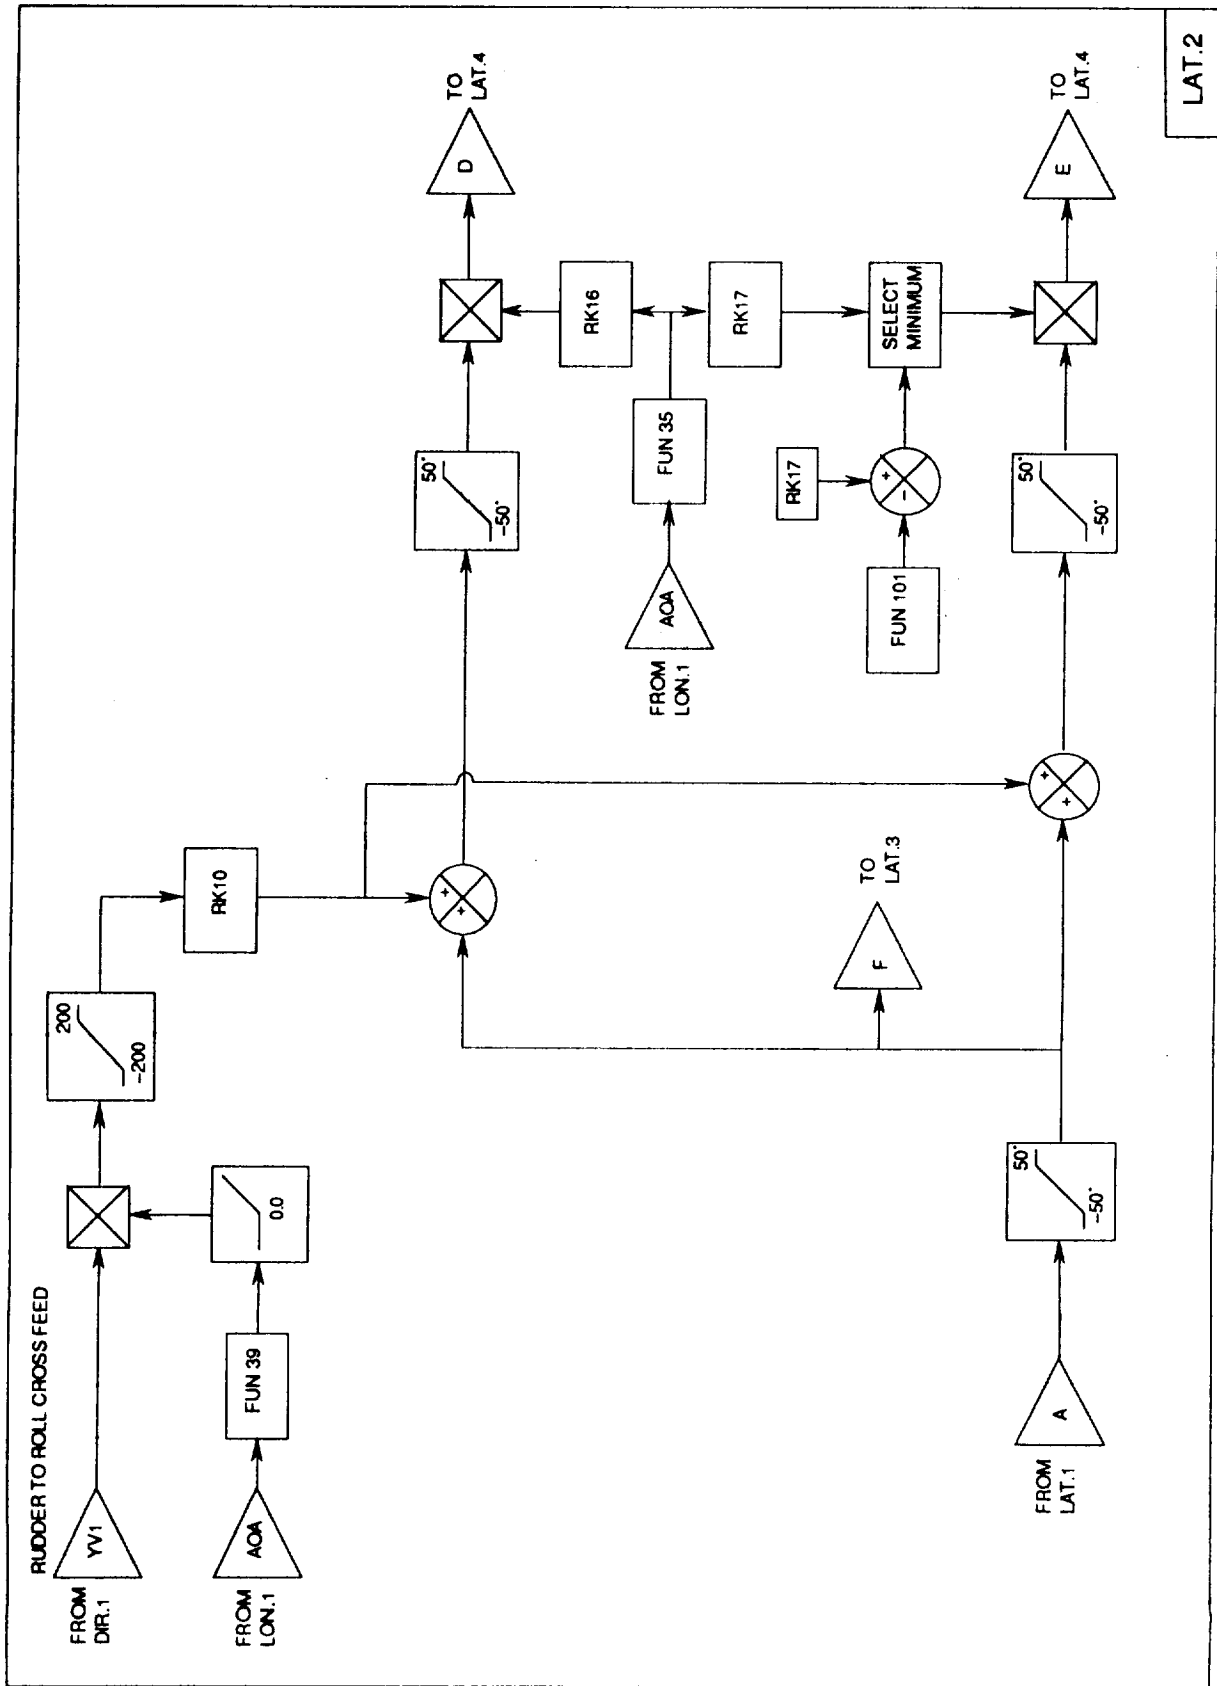 RUDDER TO ROLL CROSS FEED
FROM
DIR.1
YV1
200
-200
FROM
LON.1
AOA
FUN 39
0.0
RK10
50°
-50°
D
TO
LAT.4
RK16
FROM
LON.1
AOA
FUN 35
RK17
RK17
FUN 101
SELECT
MINIMUM
+
-
+
+
F
TO
LAT.3
FROM
LAT.1
A
50°
-50°
+
+
50°
-50°
E
TO
LAT.4
LAT.2